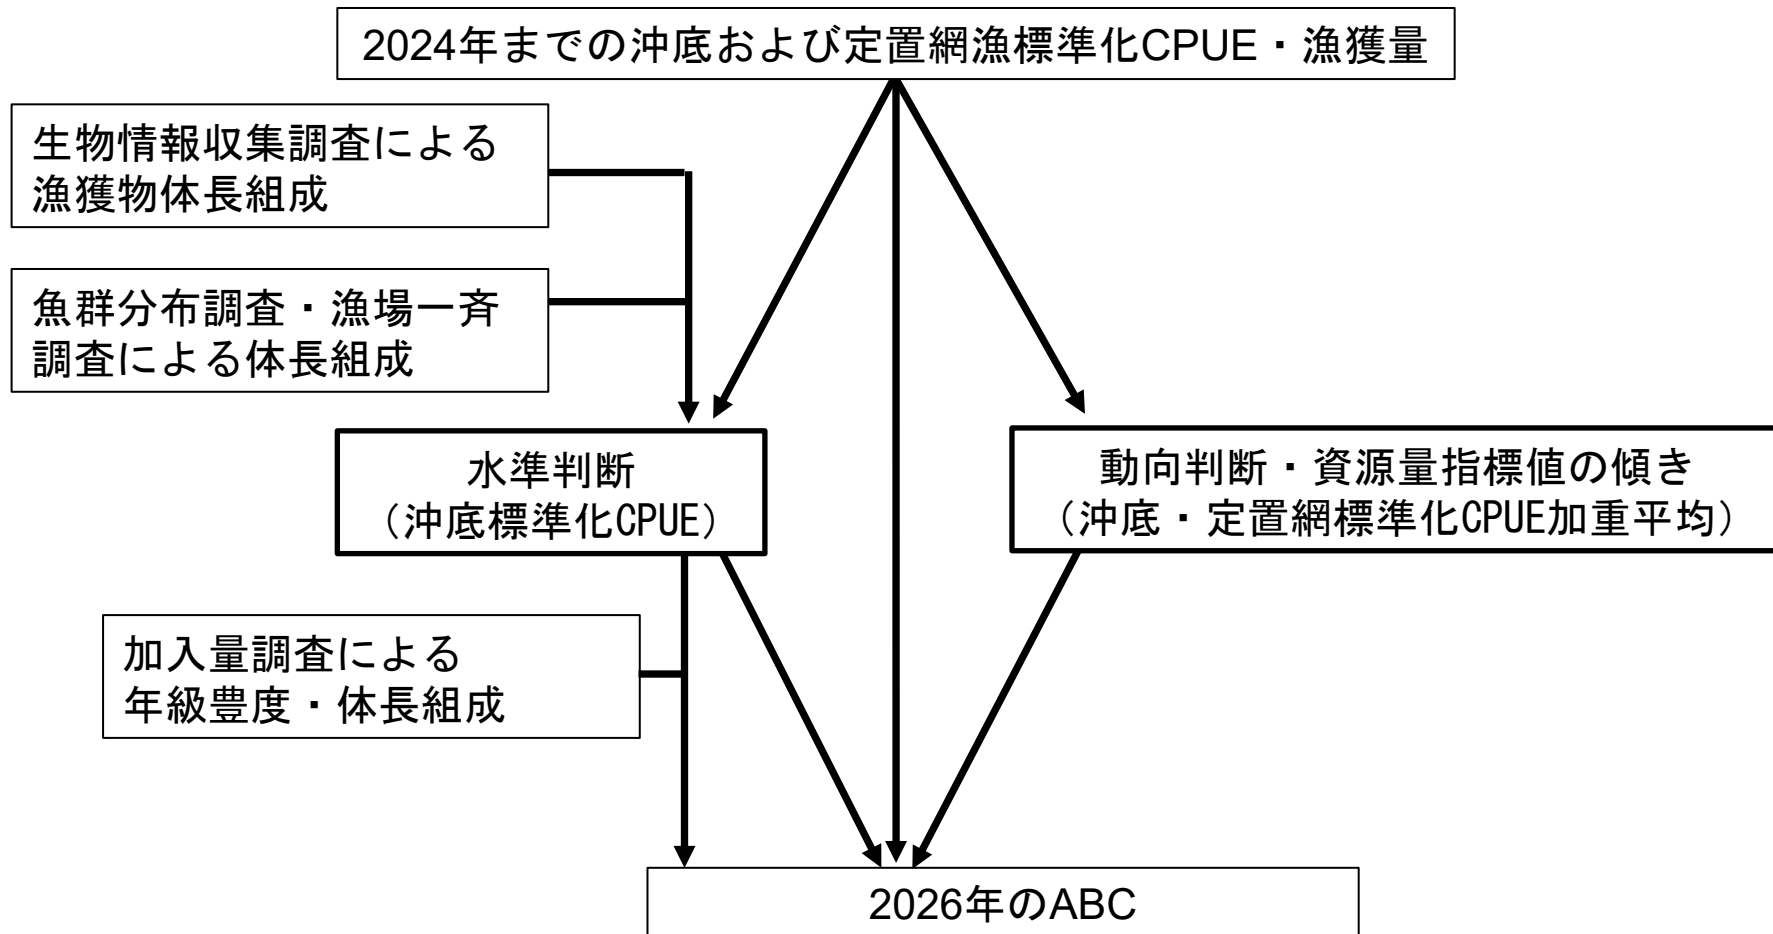 2024年までの沖底および定置網漁標準化CPUE・漁獲量
生物情報収集調査による
漁獲物体長組成
魚群分布調査・漁場一斉
調査による体長組成
水準判断
（沖底標準化CPUE）
動向判断・資源量指標値の傾き
（沖底・定置網標準化CPUE加重平均）
加入量調査による
年級豊度・体長組成
2026年のABC